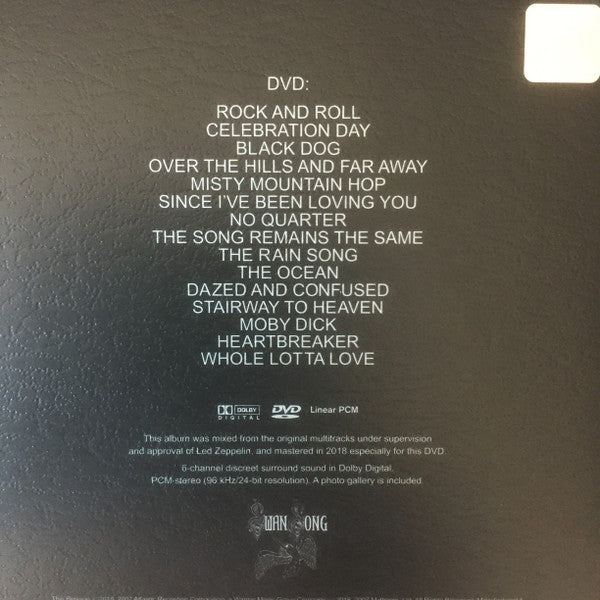 DVD:
ROCK AND ROLL
CELEBRATION DAY
BLACK DOG
OVER THE HILLS AND FAR AWAY
MISTY MOUNTAIN HOP
SINCE I'VE BEEN LOVING YOU
NO QUARTER
THE SONG REMAINS THE SAME
THE RAIN SONG
THE OCEAN
DAZED AND CONFUSED
STAIRWAY TO HEAVEN
MOBY DICK
HEARTBREAKER
WHOLE LOTTA LOVE
DOLBY DIGITAL DVD Linear PCM
This album was mixed from the original multitracks under supervision
and approval of Led Zeppelin, and mastered in 2018 especially for this DVD.
6-channel discreet surround sound in Dolby Digital.
PCM-stereo (96 kHz/24-bit resolution). A photo gallery is included.
SWAN SONG